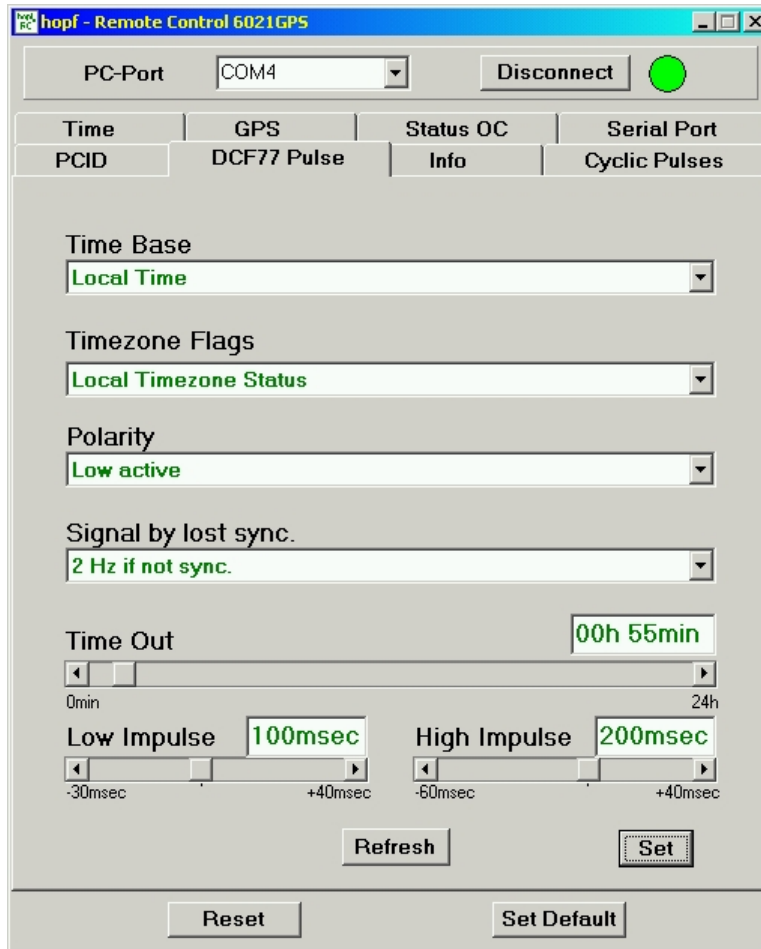 hopf - Remote Control 6021GPS
PC-Port COM4 Disconnect
Time GPS Status OC Serial Port
PCID DCF77 Pulse Info Cyclic Pulses
Time Base
Local Time
Timezone Flags
Local Timezone Status
Polarity
Low active
Signal by lost sync.
2 Hz if not sync.
Time Out 00h 55min
0min 24h
Low Impulse 100msec High Impulse 200msec
-30msec +40msec -60msec +40msec
Refresh Set
Reset Set Default